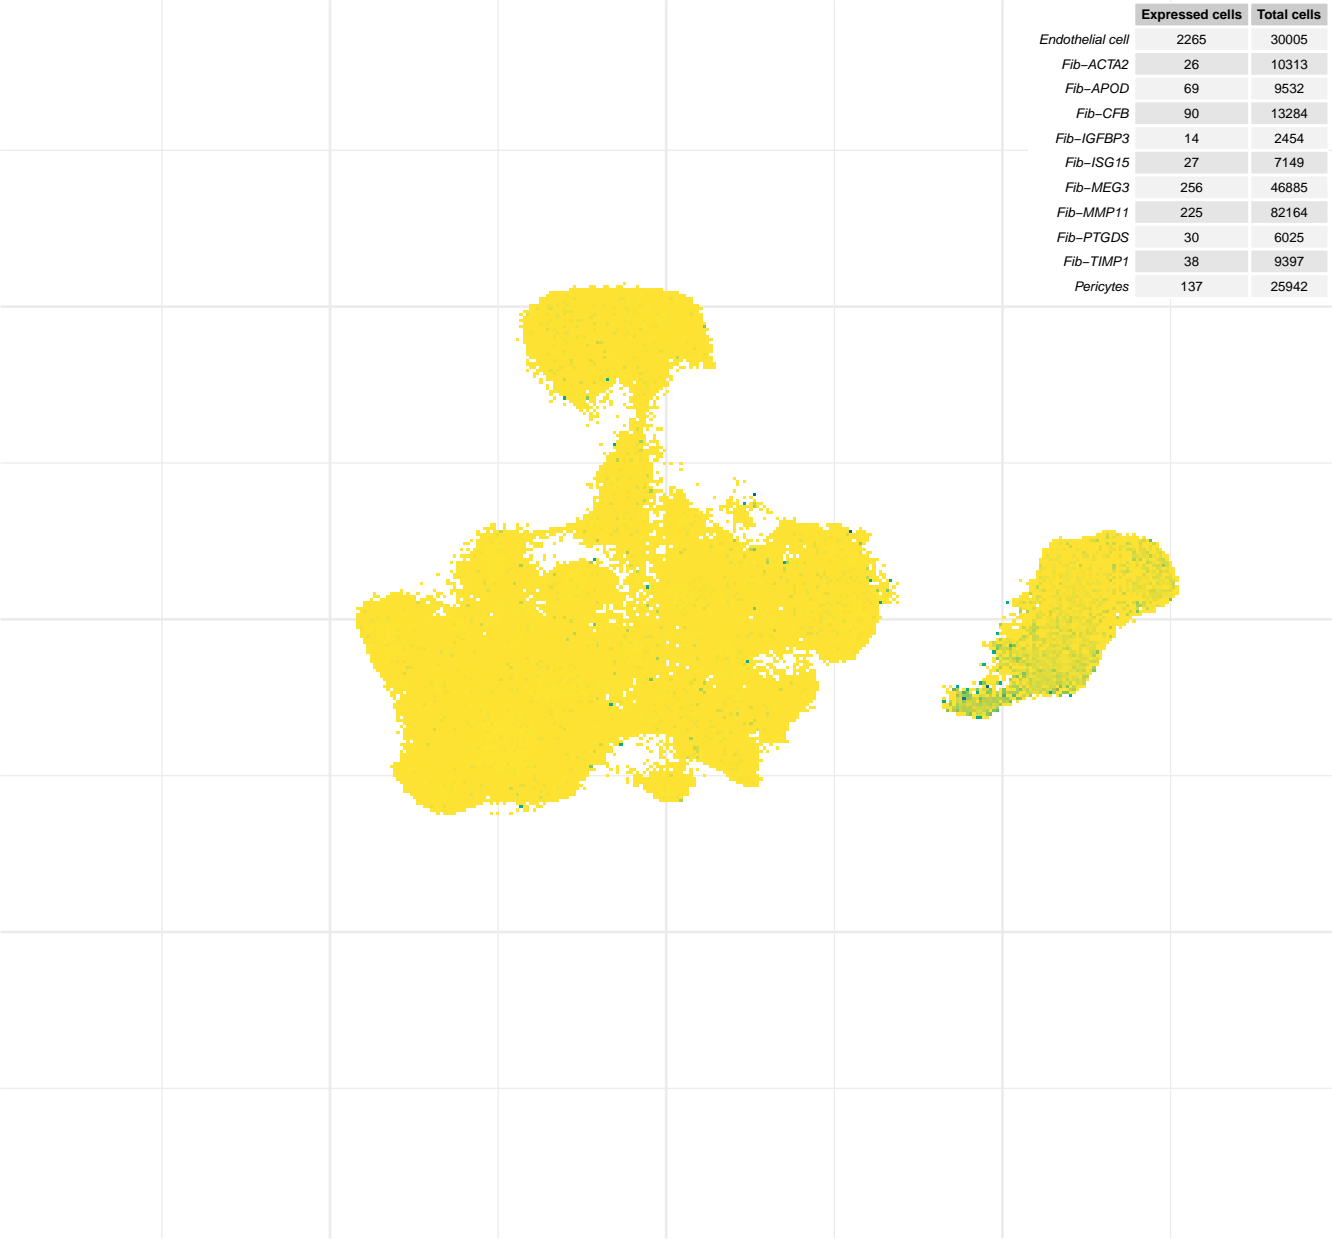 Expressed cells Total cells
Endothelial cell 2265 30005
Fib−ACTA2 26 10313
Fib−APOD 69 9532
Fib−CFB 90 13284
Fib−IGFBP3 14 2454
Fib−ISG15 27 7149
Fib−MEG3 256 46885
Fib−MMP11 225 82164
Fib−PTGDS 30 6025
Fib−TIMP1 38 9397
Pericytes 137 25942